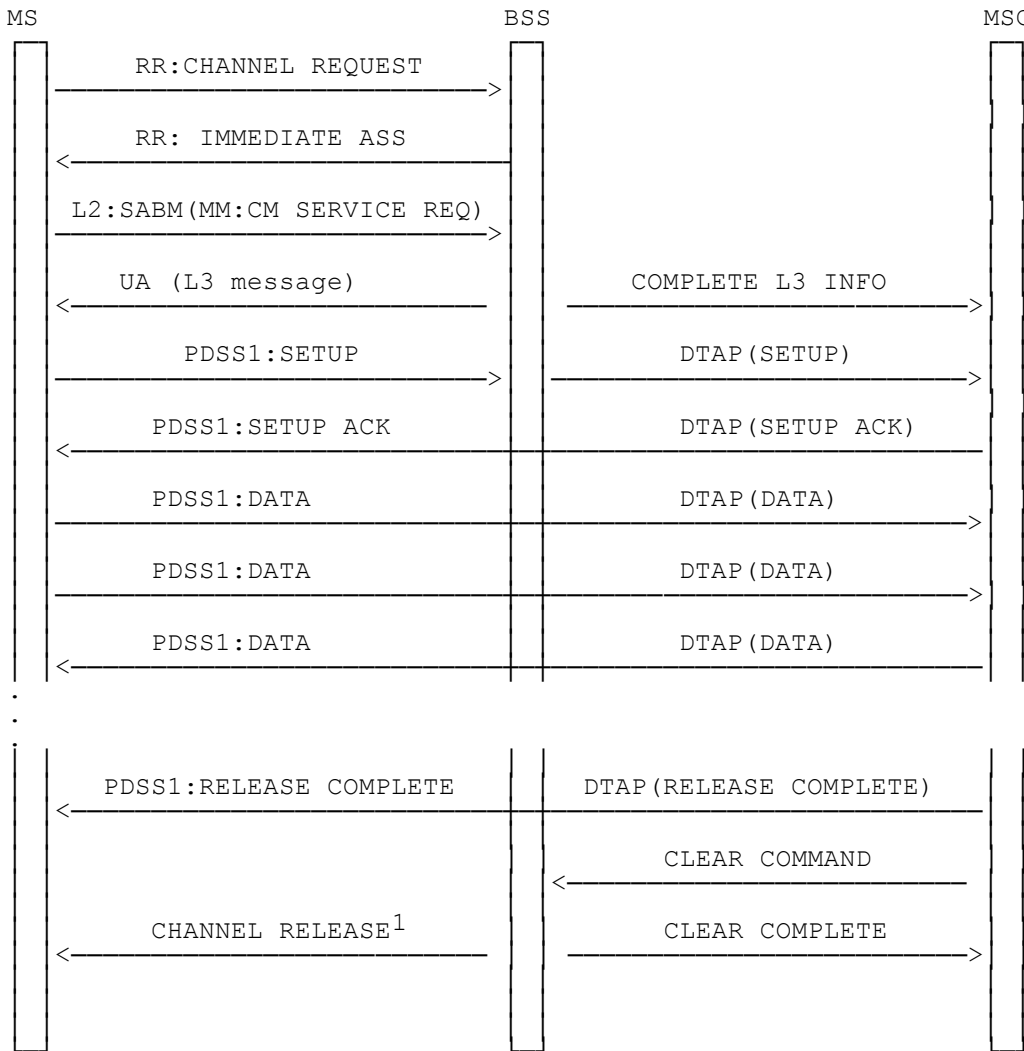 MS BSS MSC
RR:CHANNEL REQUEST
RR: IMMEDIATE ASS
L2:SABM(MM:CM SERVICE REQ)
UA (L3 message) COMPLETE L3 INFO
PDSS1:SETUP DTAP(SETUP)
PDSS1:SETUP ACK DTAP(SETUP ACK)
PDSS1:DATA DTAP(DATA)
PDSS1:DATA DTAP(DATA)
PDSS1:DATA DTAP(DATA)
.
.
.
PDSS1:RELEASE COMPLETE DTAP(RELEASE COMPLETE)
CLEAR COMMAND
CHANNEL RELEASE1 CLEAR COMPLETE